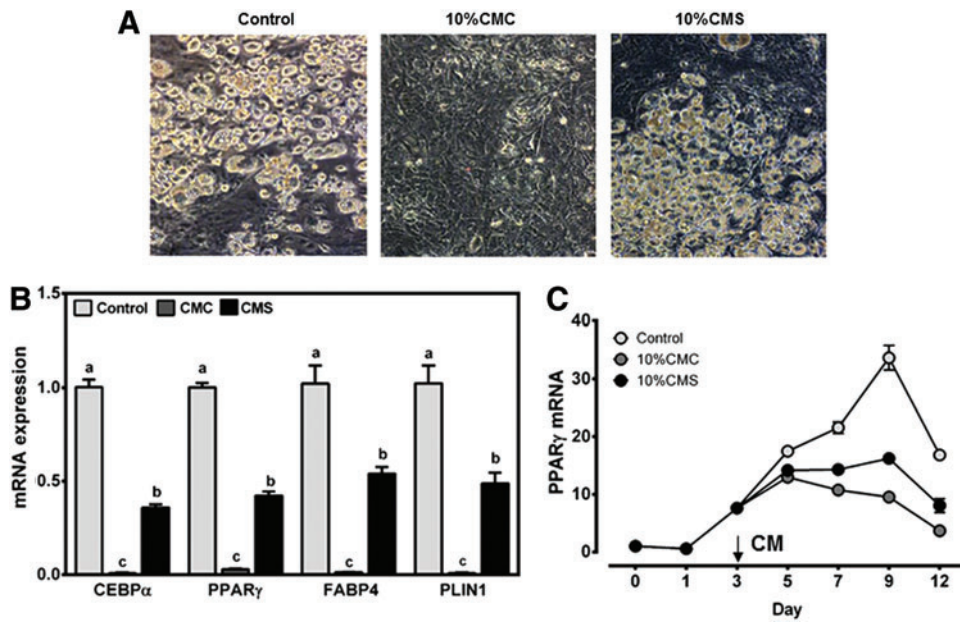 A
Control
10%CMC
10%CMS
B
1.5
1.0
0.5
0.0
mRNA expression
Control CMC CMS
a
c
b
a
c
b
a
c
b
a
c
b
CEBPα PPARγ FABP4 PLIN1
C
40
30
20
10
0
PPARγ mRNA
Control
10%CMC
10%CMS
CM
0 1 3 5 7 9 12
Day